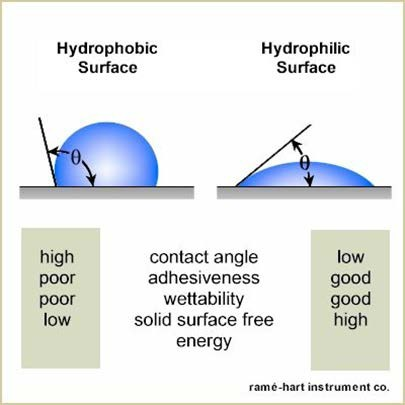 Hydrophobic
Surface
Hydrophilic
Surface
θ
θ
high
poor
poor
low
contact angle
adhesiveness
wettability
solid surface free
energy
low
good
good
high
ramé-hart instrument co.